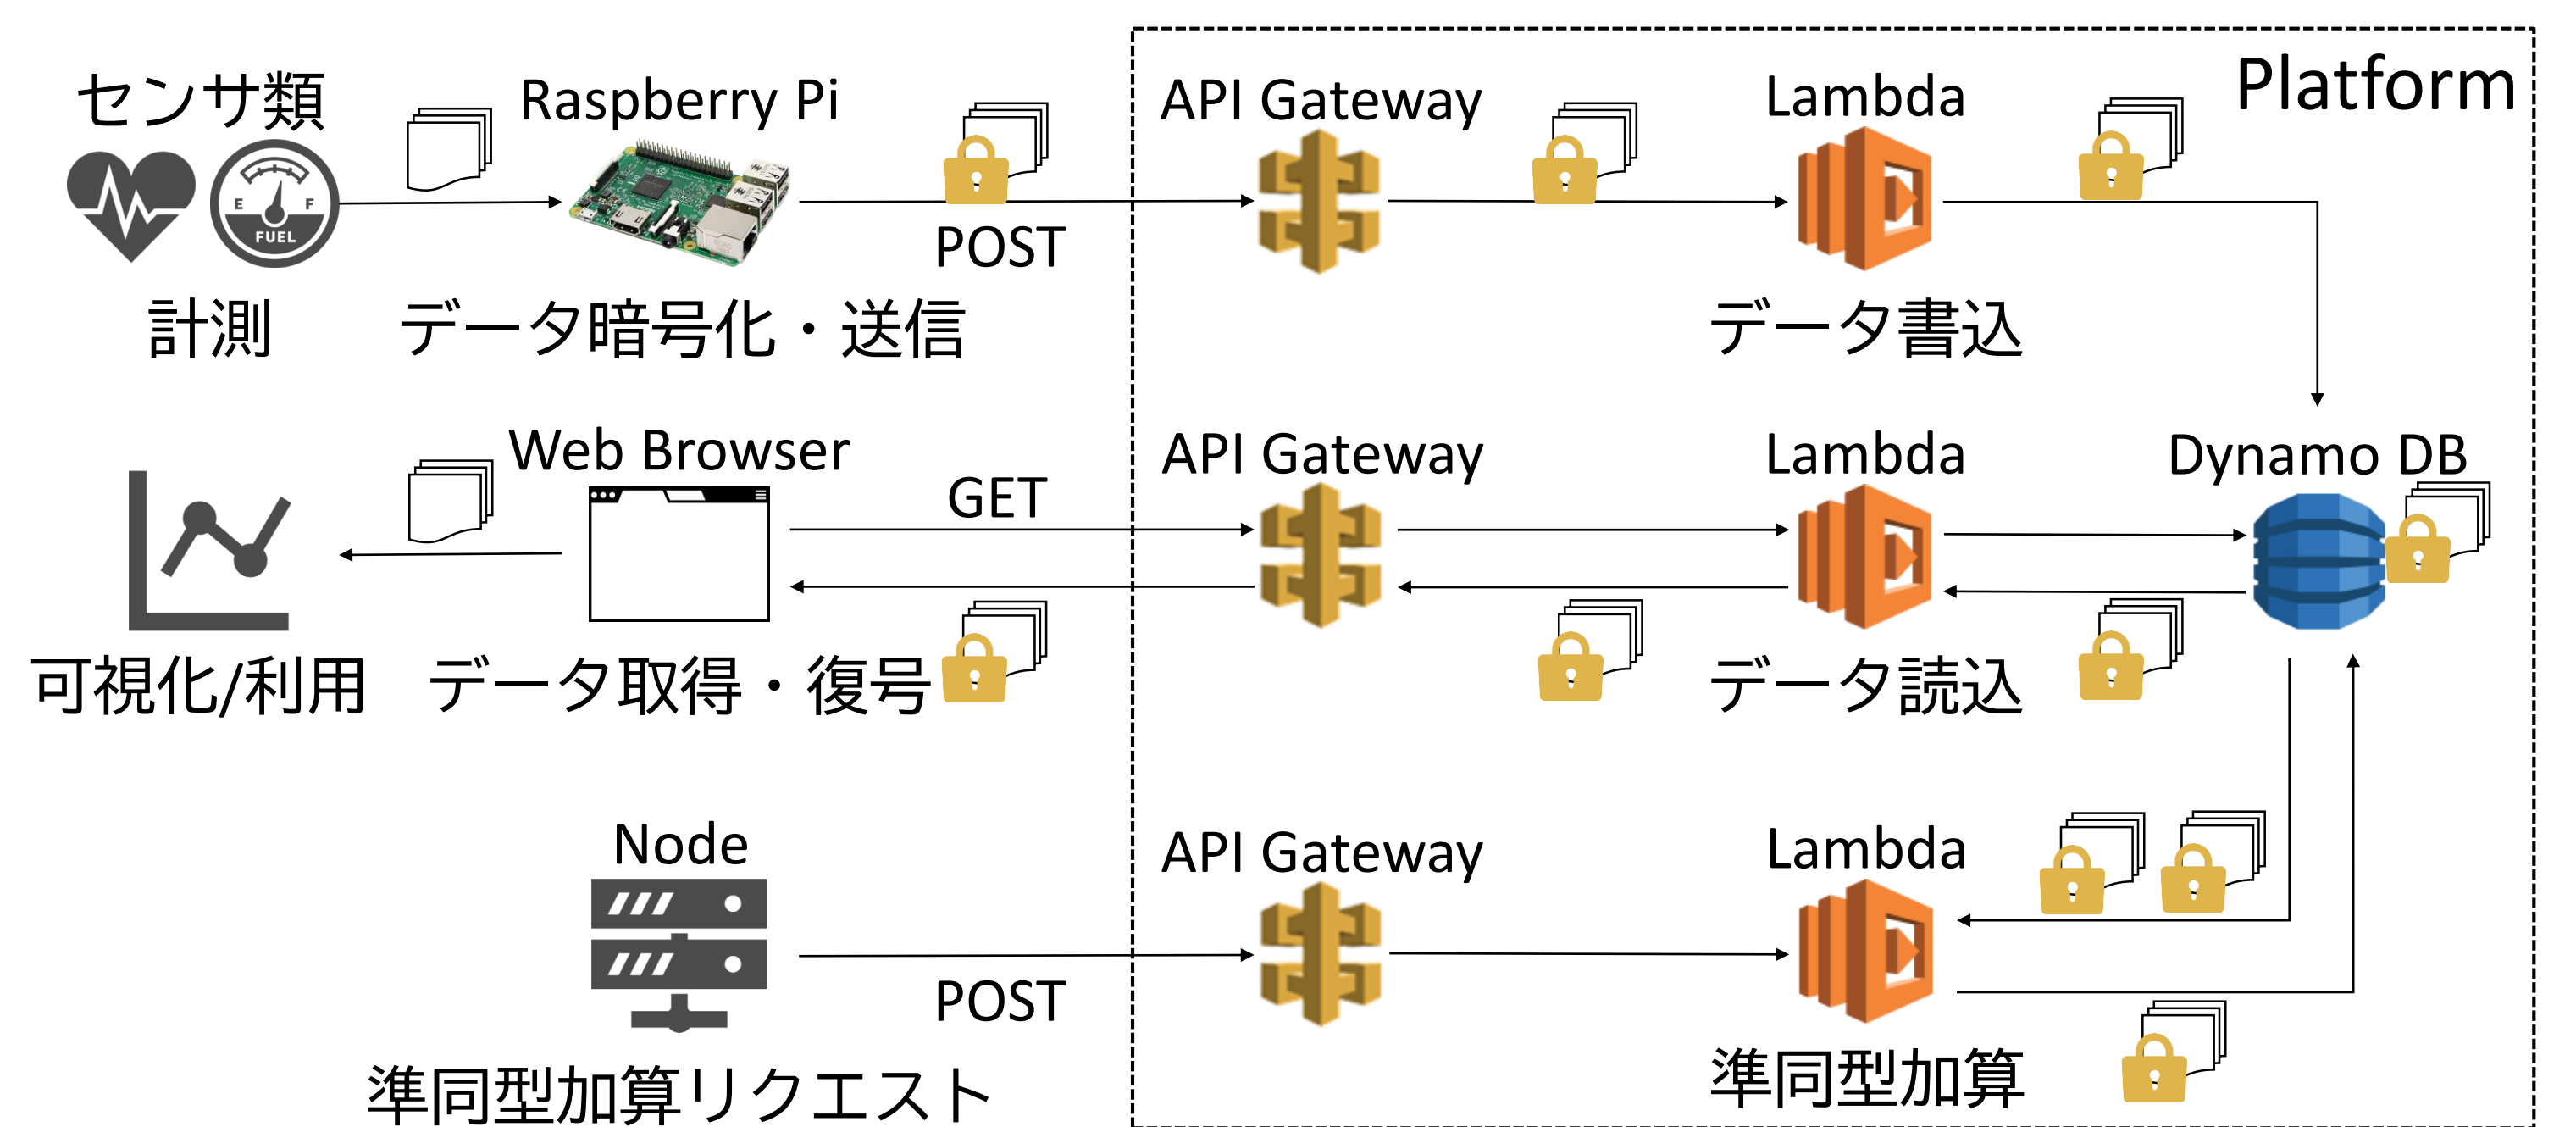 Platform
センサ類
Raspberry Pi
API Gateway
Lambda
E F
FUEL
POST
計測
データ暗号化・送信
データ書込
Web Browser
GET
API Gateway
Lambda
Dynamo DB
可視化/利用
データ取得・復号
データ読込
Node
API Gateway
Lambda
POST
準同型加算リクエスト
準同型加算